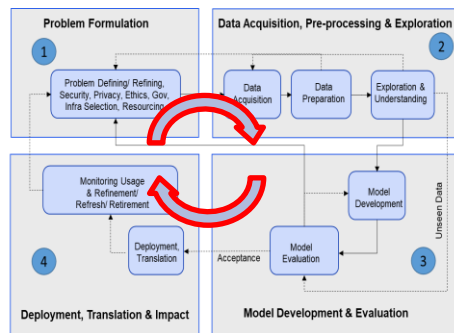 Problem Formulation
1
Problem Defining/ Refining,
Security, Privacy, Ethics, Gov,
Infra Selection, Resourcing
Data Acquisition, Pre-processing & Exploration
2
Data
Acquisition
Data
Preparation
Exploration &
Understanding
Monitoring Usage
& Refinement/
Refresh/ Retirement
Deployment,
Translation
4
Deployment, Translation & Impact
Acceptance
Model
Development
Model
Evaluation
Unseen Data
3
Model Development & Evaluation